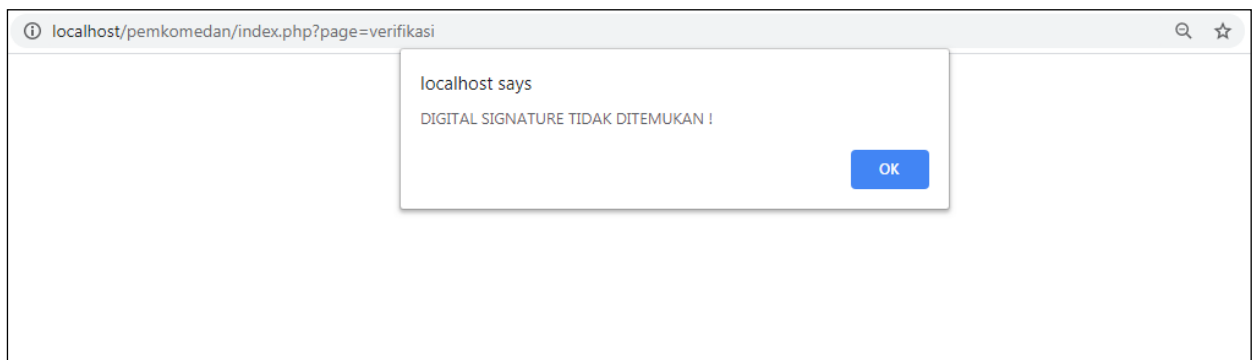 localhost/pemkomedan/index.php?page=verifikasi
localhost says
DIGITAL SIGNATURE TIDAK DITEMUKAN !
OK